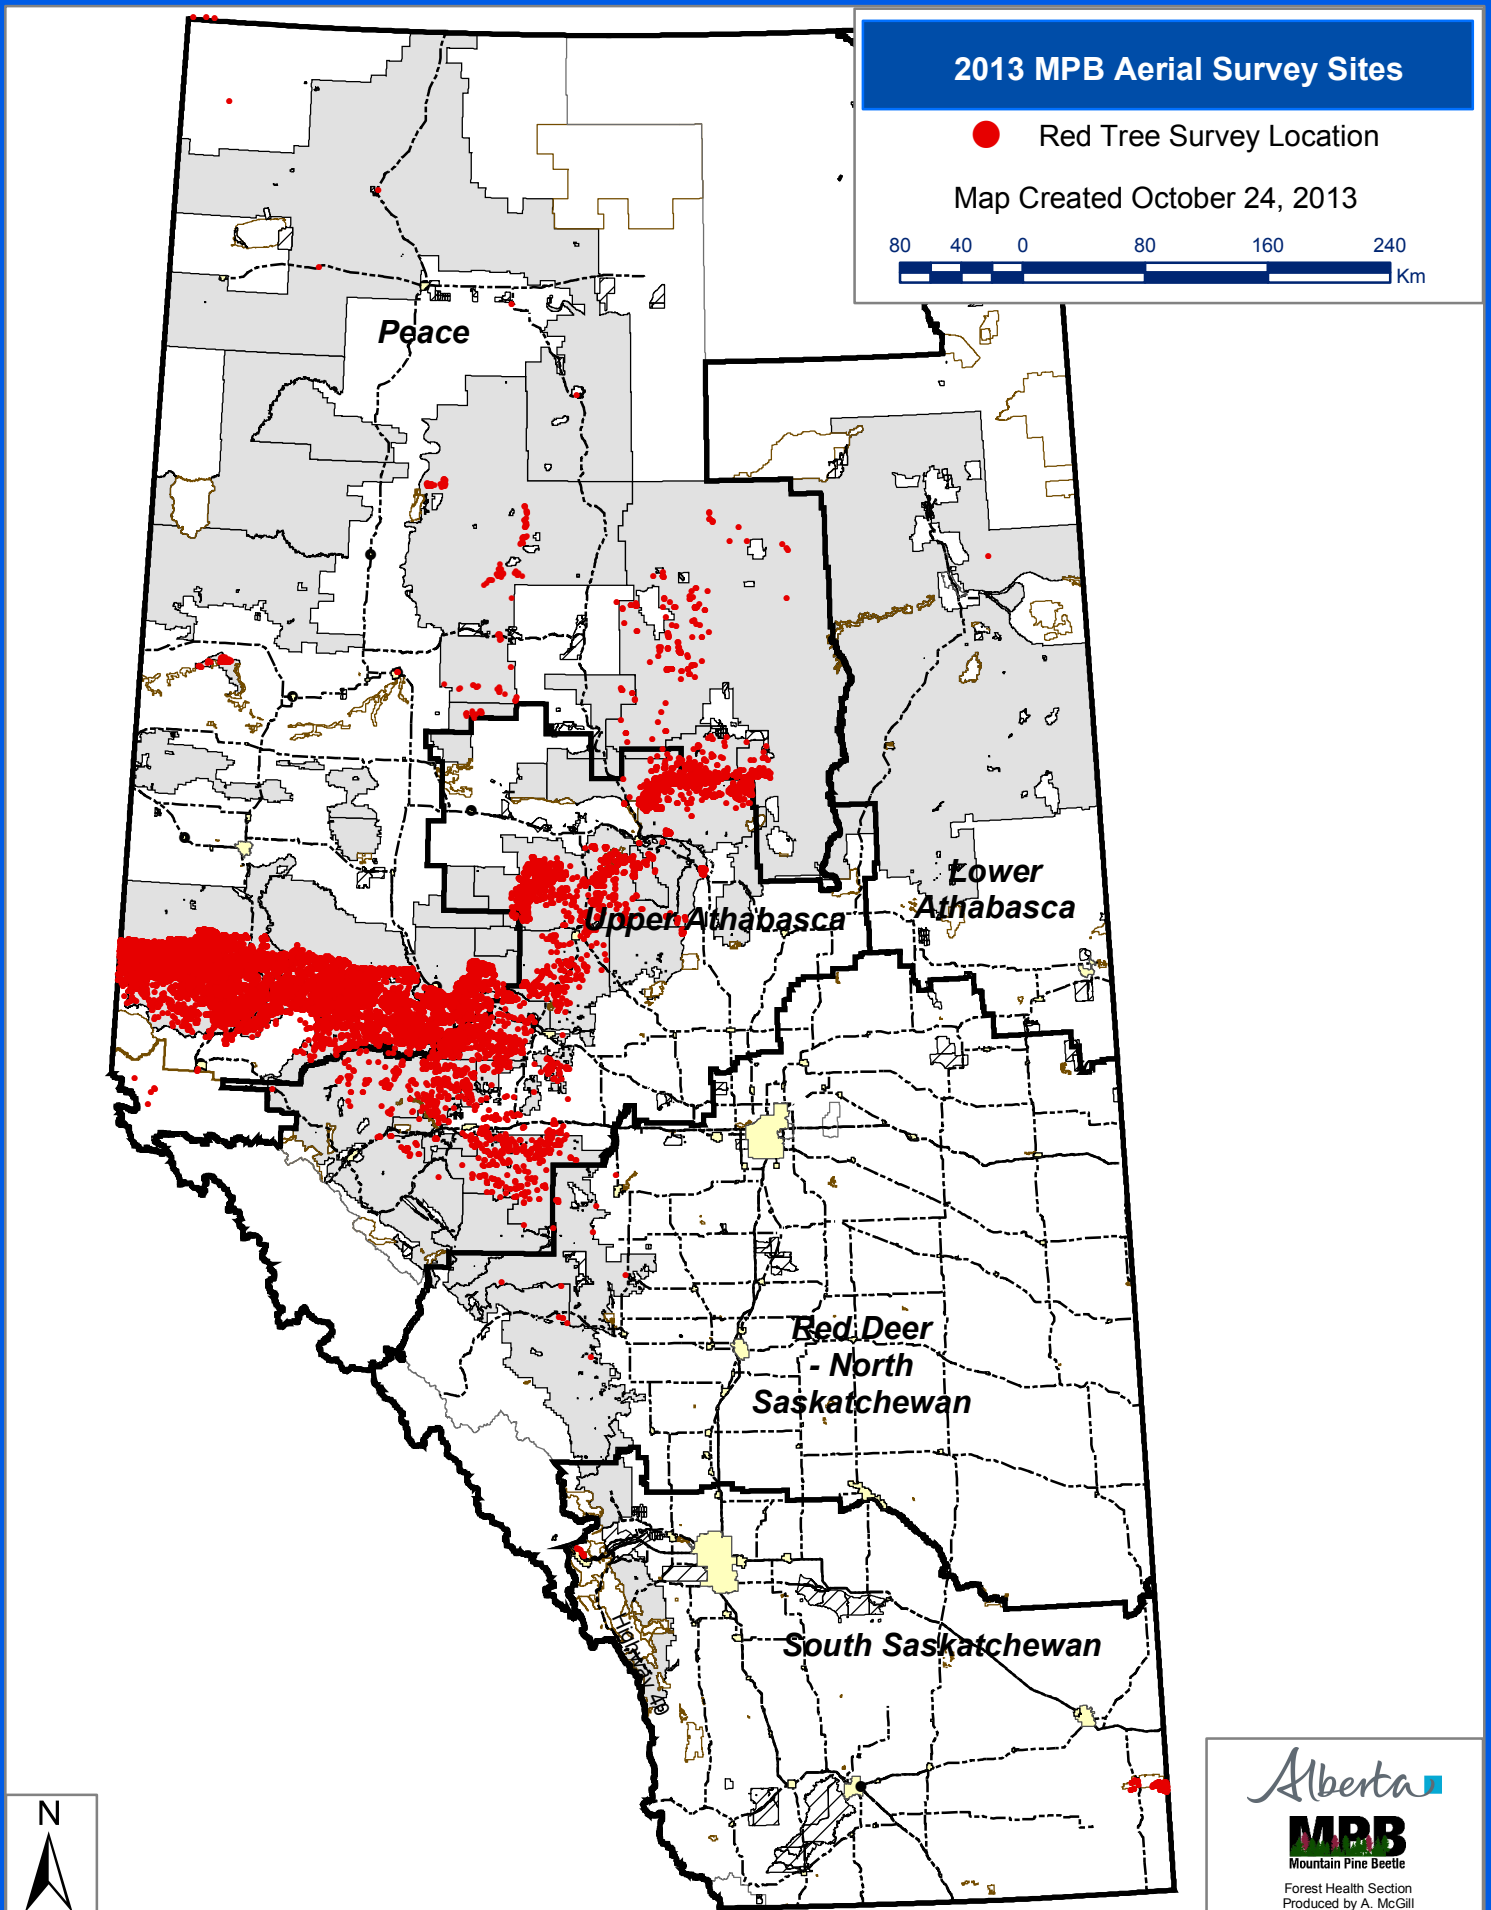 2013 MPB Aerial Survey Sites
Red Tree Survey Location
Map Created October 24, 2013
80 40 0 80 160 240
Km
Peace
Lower
Athabasca
Upper Athabasca
Red Deer
- North
Saskatchewan
South Saskatchewan
Highway 40
N
Alberta
MPB
Mountain Pine Beetle
Forest Health Section
Produced by A. McGill